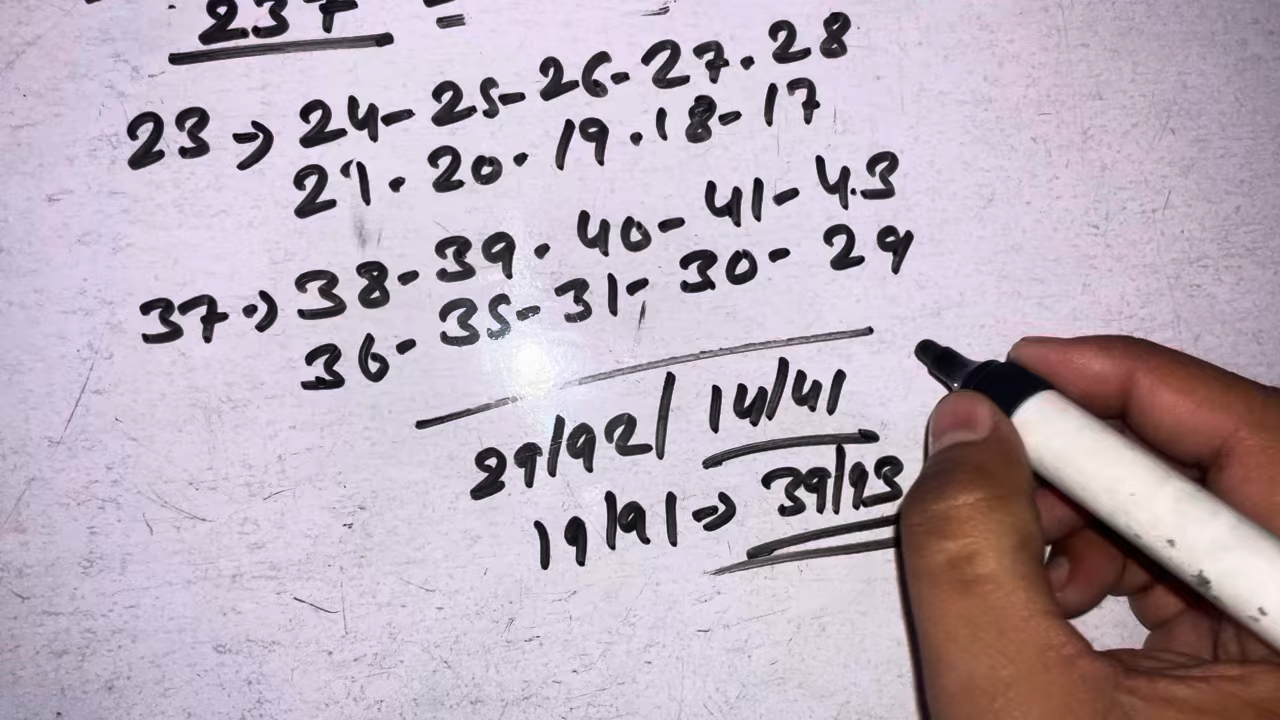 237 =
23 → 24- 25- 26- 27. 28
21. 20. 19. 18- 17
37 → 38- 39. 40- 41- 43
36- 35- 31- 30- 29
29/92/ 14/41
19/91 → 39/93